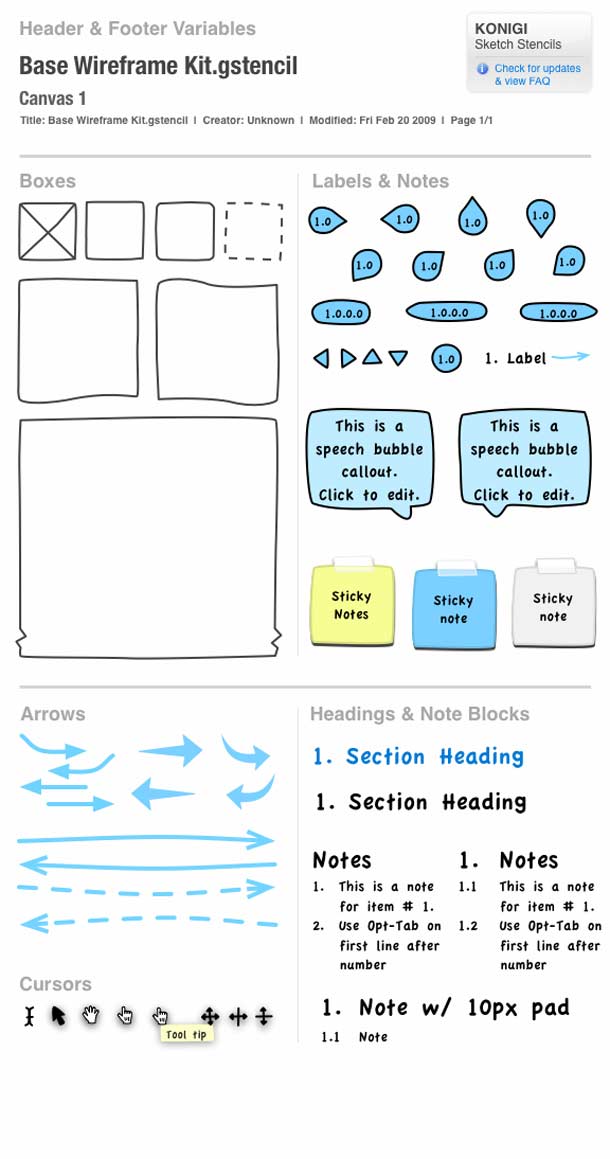 Header & Footer Variables
Base Wireframe Kit.gstencil
Canvas 1
Title: Base Wireframe Kit.gstencil | Creator: Unknown | Modified: Fri Feb 20 2009 | Page 1/1
KONIGI
Sketch Stencils
Check for updates
& view FAQ
Boxes
Labels & Notes
1.0 1.0 1.0 1.0
1.0 1.0 1.0 1.0
1.0.0.0 1.0.0.0 1.0.0.0
1.0 1. Label
This is a
speech bubble
callout.
Click to edit.
This is a
speech bubble
callout.
Click to edit.
Sticky
Notes
Sticky
note
Sticky
note
Arrows
Cursors
Tool tip
Headings & Note Blocks
1. Section Heading
1. Section Heading
Notes
1. This is a note
for item # 1.
2. Use Opt-Tab on
first line after
number
1. Notes
1.1 This is a note
for item # 1.
1.2 Use Opt-Tab on
first line after
number
1. Note w/ 10px pad
1.1 Note